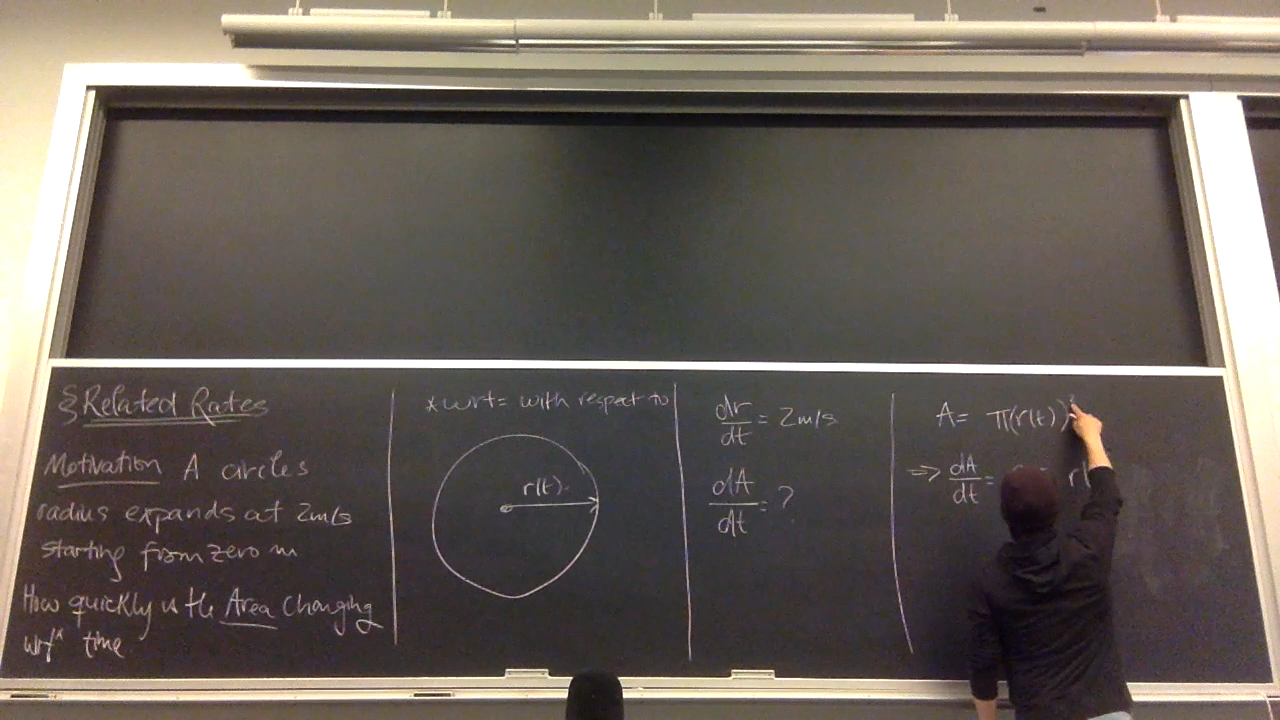 § Related Rates
Motivation A circles
radius expands at 2m/s
starting from zero m
How quickly is the Area Changing
wrt* time
*wrt= with respect to
r(t)
dr/dt = 2m/s
dA/dt = ?
A= π(r(t))²
=> dA/dt =